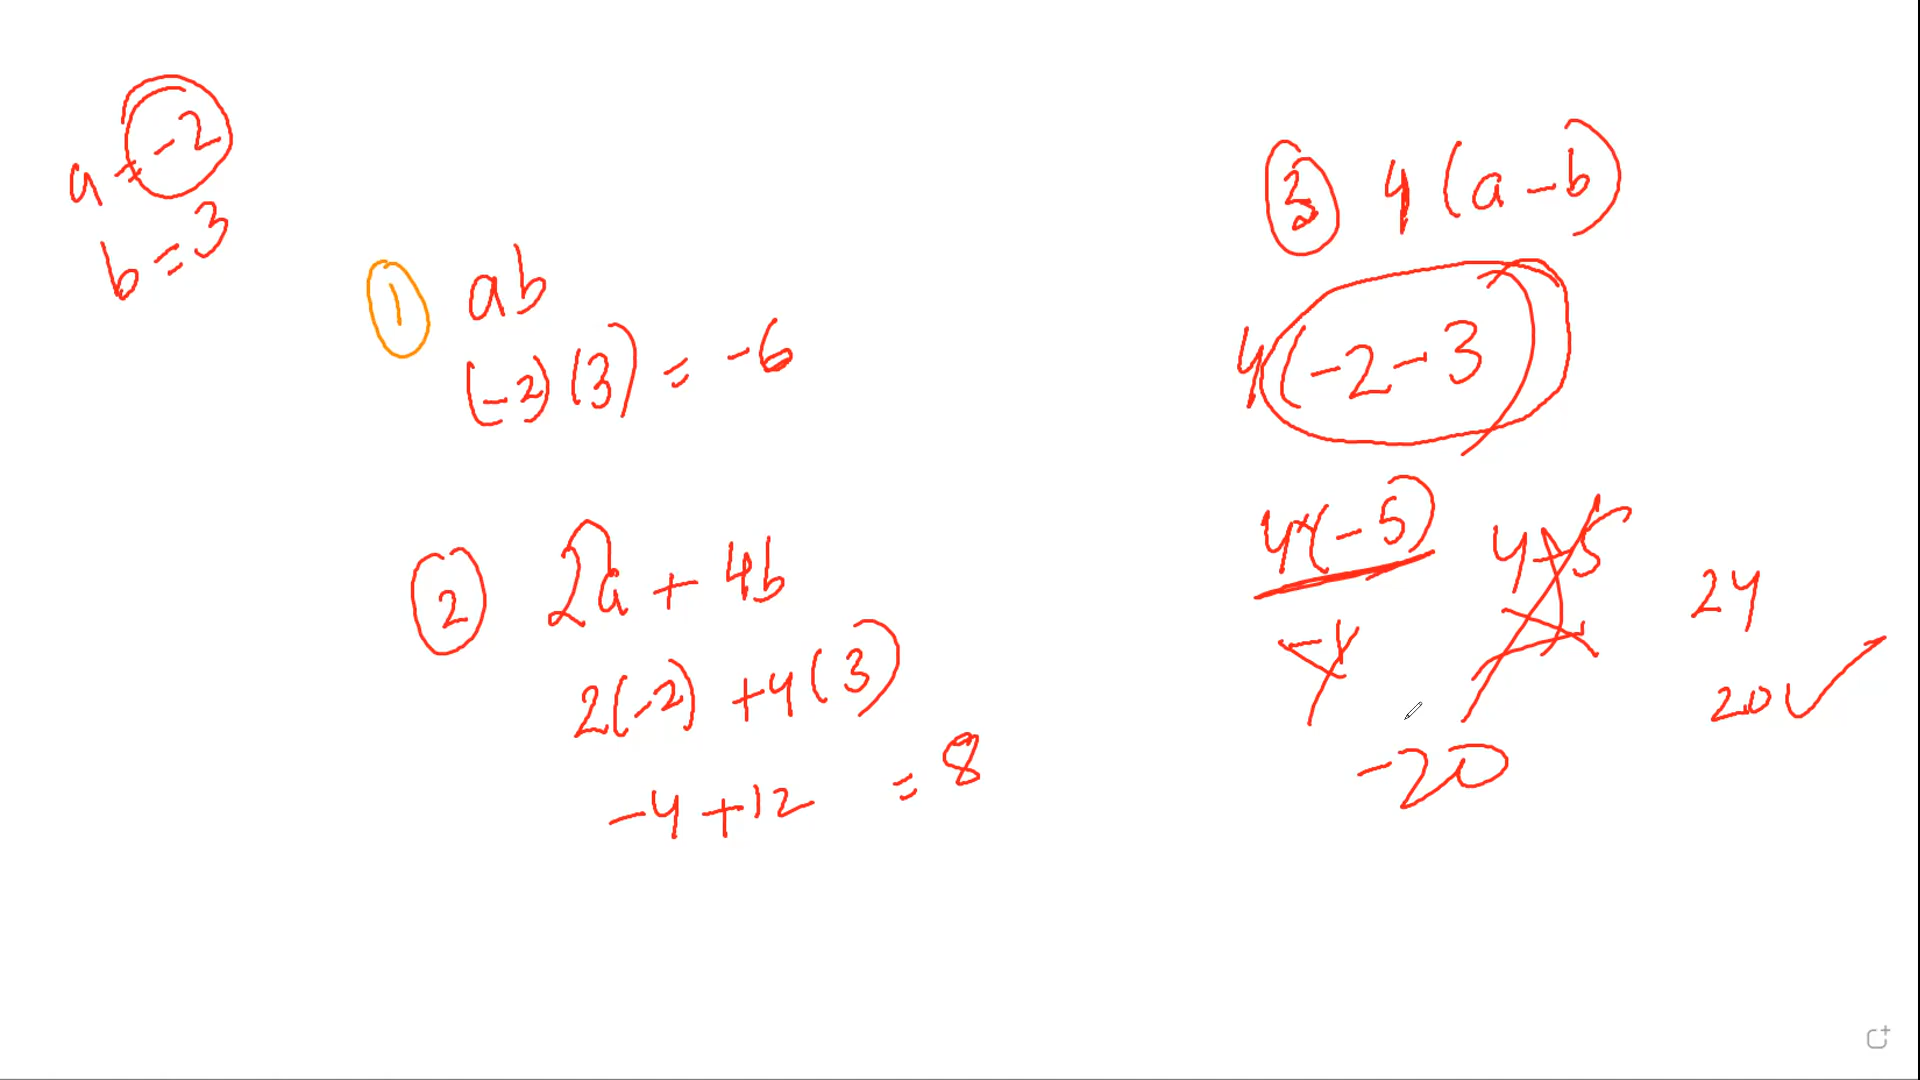 a = -2
b = 3
1 ab
(-2)(3) = -6
2 2a + 4b
2(-2) +4(3)
-4 +12 = 8
3 4(a-b)
4(-2-3)
4(-5) 4-5
24
20
-20